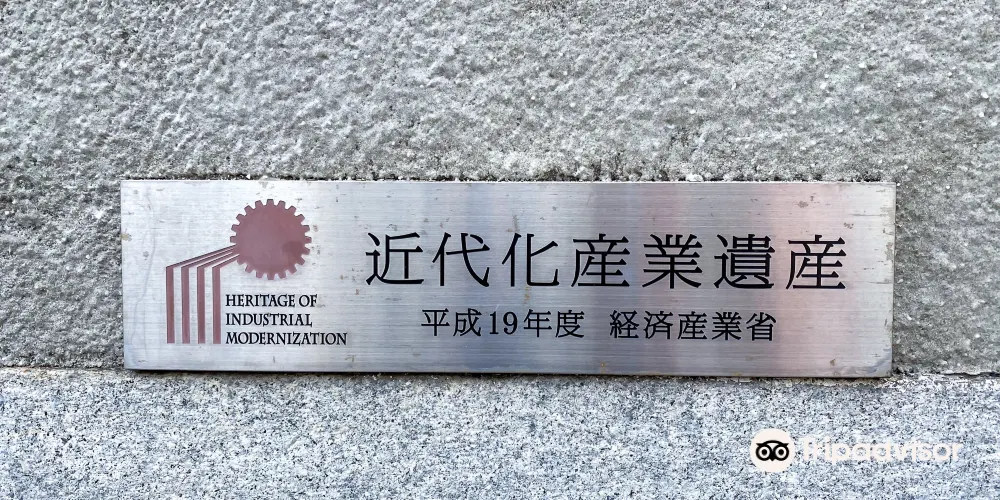 HERITAGE OF
INDUSTRIAL
MODERNIZATION
近代化産業遺産
平成19年度 経済産業省
Tripadvisor